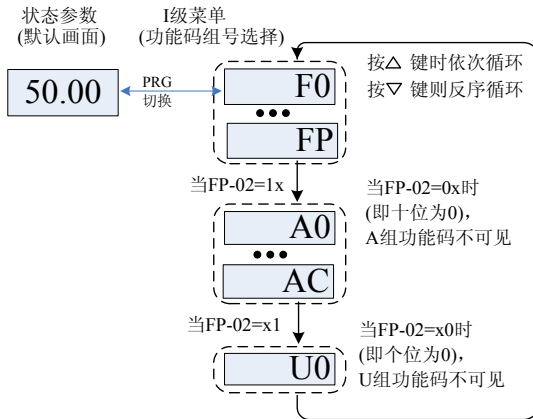 状态参数
(默认画面)
I级菜单
(功能码组号选择)
50.00
PRG
切换
F0
FP
按△ 键时依次循环
按▽ 键则反序循环
当FP-02=1x
A0
AC
当FP-02=0x时
(即十位为0),
A组功能码不可见
当FP-02=x1
U0
当FP-02=x0时
(即个位为0),
U组功能码不可见